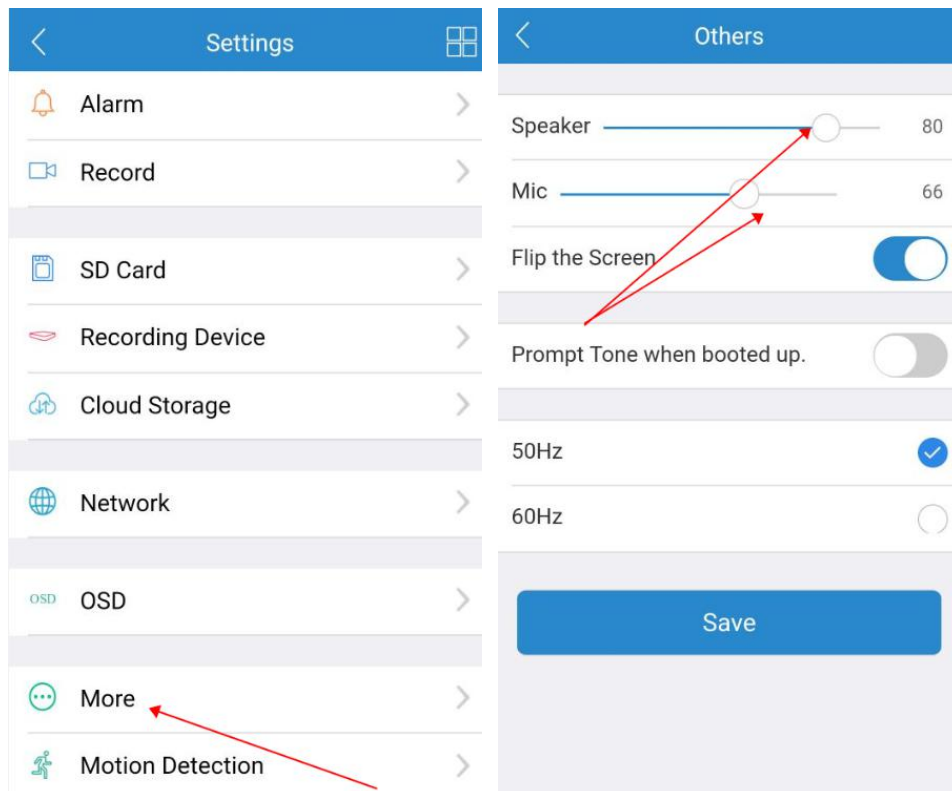 Settings
Alarm
Record
SD Card
Recording Device
Cloud Storage
Network
OSD OSD
More
Motion Detection
Others
Speaker 80
Mic 66
Flip the Screen
Prompt Tone when booted up.
50Hz
60Hz
Save